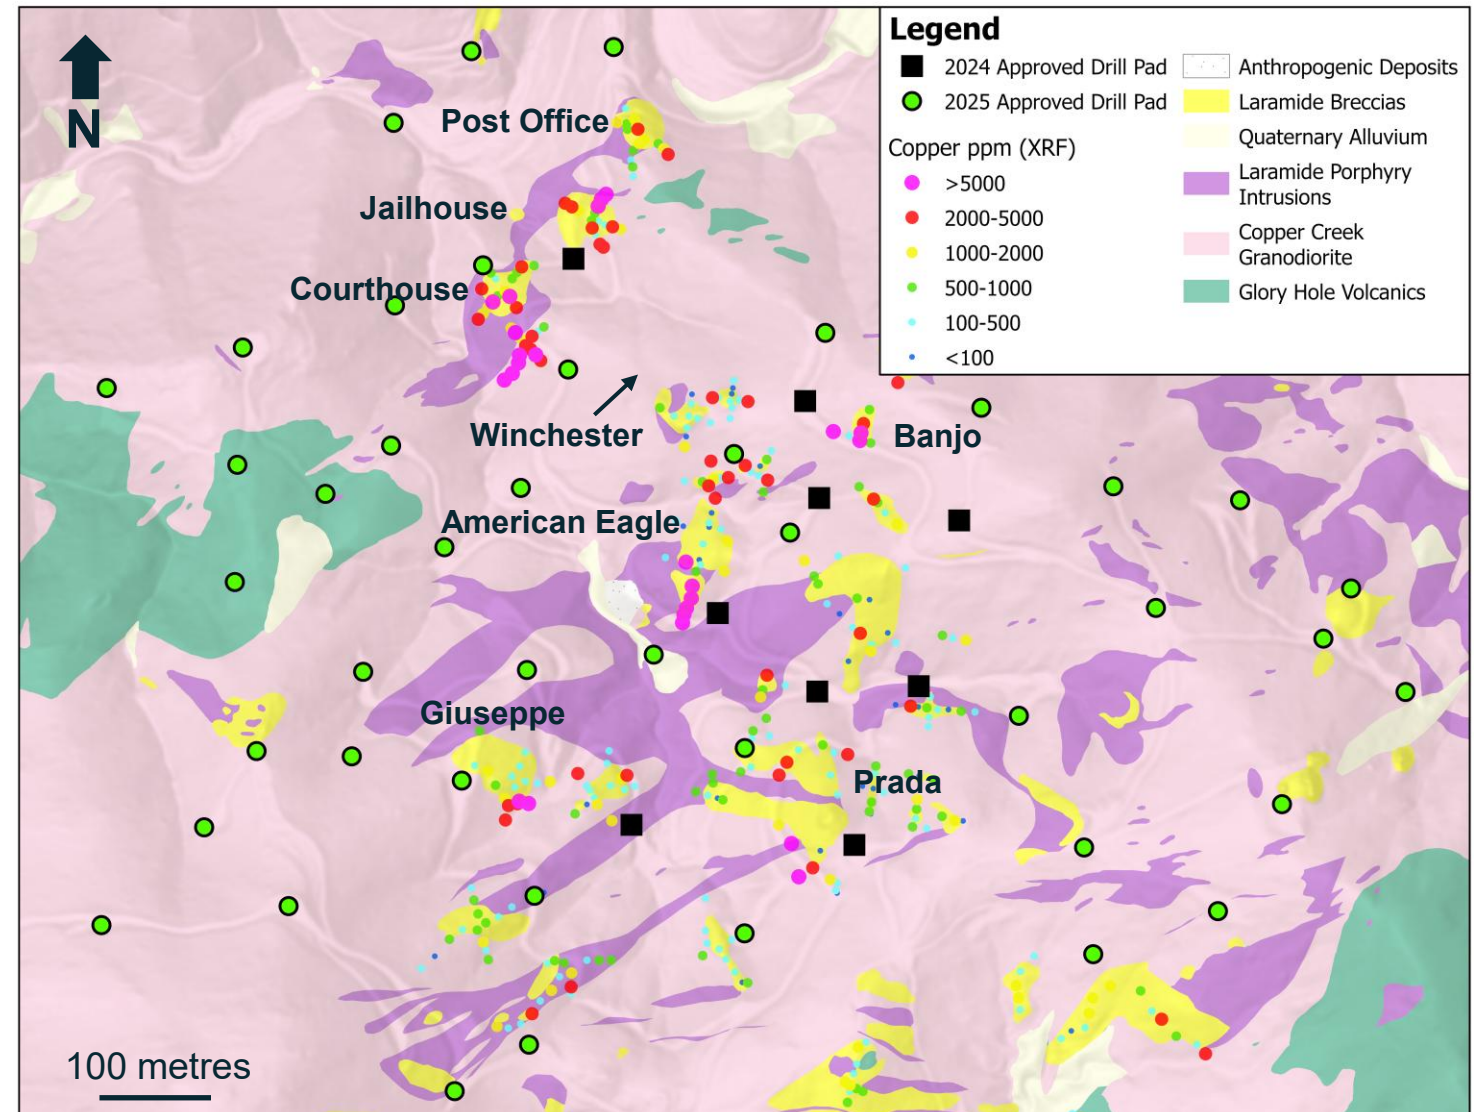 N
Post Office
Jailhouse
Courthouse
Winchester
Banjo
American Eagle
Giuseppe
Prada
100 metres
Legend
2024 Approved Drill Pad
2025 Approved Drill Pad
Copper ppm (XRF)
>5000
2000-5000
1000-2000
500-1000
100-500
<100
Anthropogenic Deposits
Laramide Breccias
Quaternary Alluvium
Laramide Porphyry
Intrusions
Copper Creek
Granodiorite
Glory Hole Volcanics